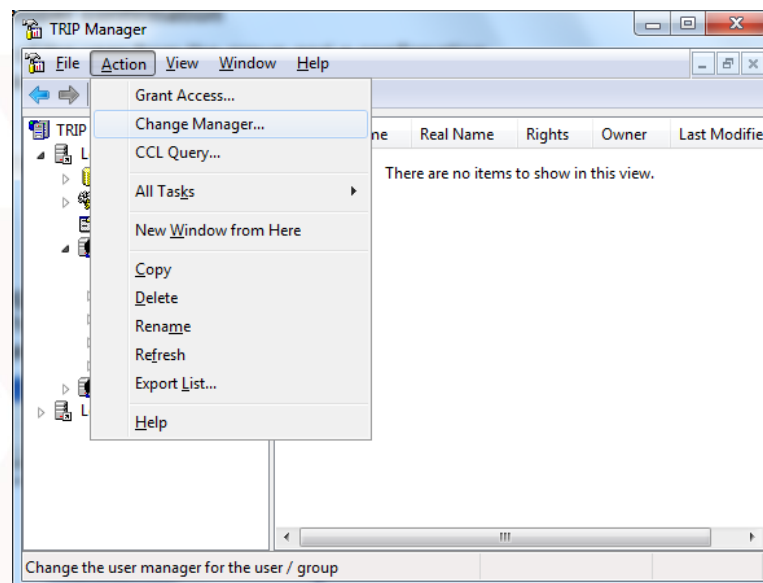 TRIP Manager
File Action View Window Help
Grant Access...
Change Manager...
CCL Query...
All Tasks
New Window from Here
Copy
Delete
Rename
Refresh
Export List...
Help
TRIP
L
L
me Real Name Rights Owner Last Modifie
There are no items to show in this view.
Change the user manager for the user / group